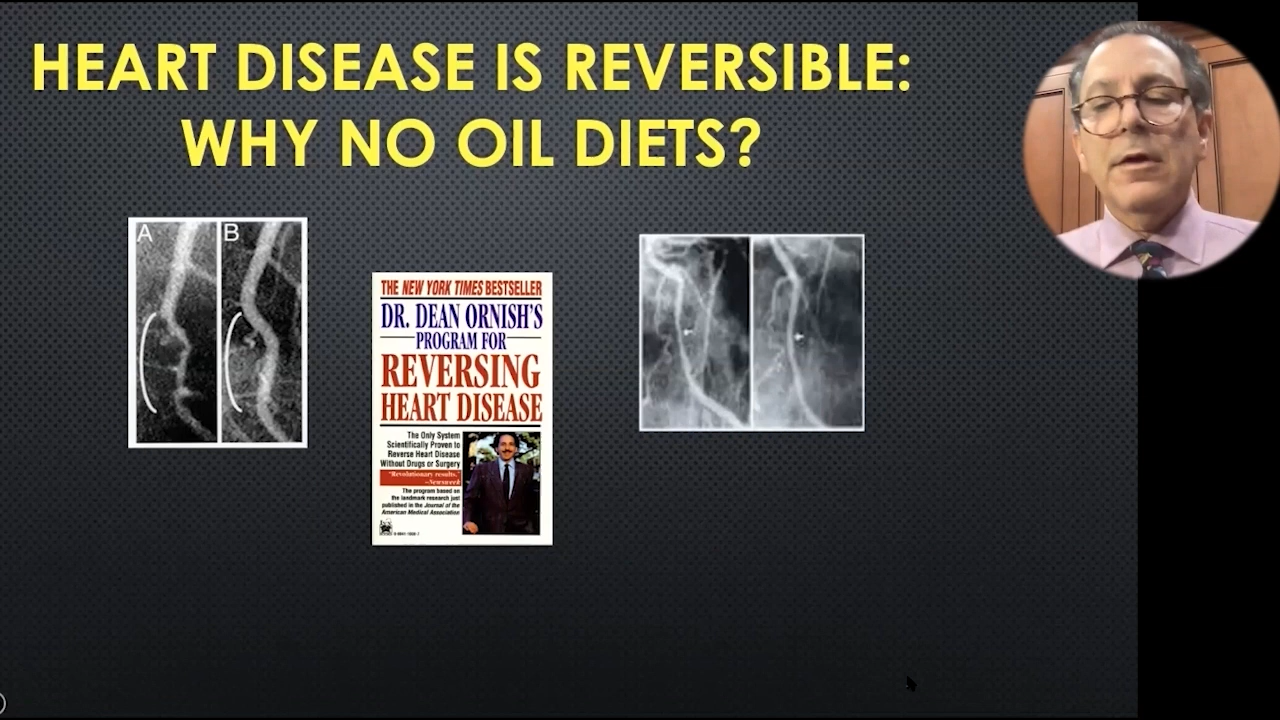 HEART DISEASE IS REVERSIBLE:
WHY NO OIL DIETS?
A B
THE NEW YORK TIMES BESTSELLER
DR. DEAN ORNISH'S
PROGRAM FOR
REVERSING
HEART DISEASE
The Only System
Scientifically Proven to
Reverse Heart Disease
Without Drugs or Surgery
"Revolutionary results."
--Newsweek
The program based on
the landmark research just
published in the Journal of the
American Medical Association